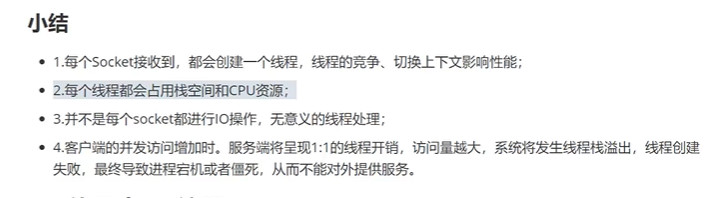 小结
1.每个Socket接收到，都会创建一个线程，线程的竞争、切换上下文影响性能；
2.每个线程都会占用栈空间和CPU资源；
3.并不是每个socket都进行IO操作，无意义的线程处理；
4.客户端的并发访问增加时。服务端将呈现1:1的线程开销，访问量越大，系统将发生线程栈溢出，线程创建
失败，最终导致进程宕机或者僵死，从而不能对外提供服务。